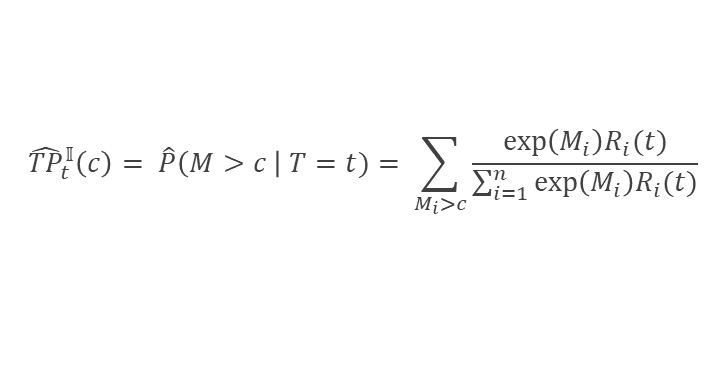 $\widehat{TP}_t^{\mathbb{I}}(c) = \hat{P}(M > c \mid T = t) = \sum_{M_i > c} \frac{\exp(M_i) R_i(t)}{\sum_{i=1}^{n} \exp(M_i) R_i(t)}$